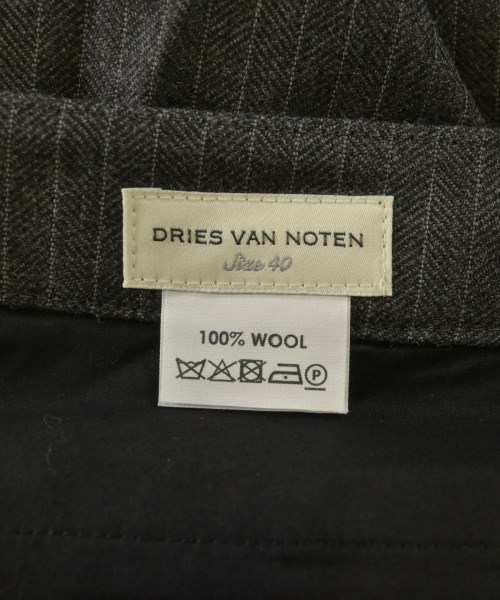 DRIES VAN NOTEN
Size 40
100% WOOL
P